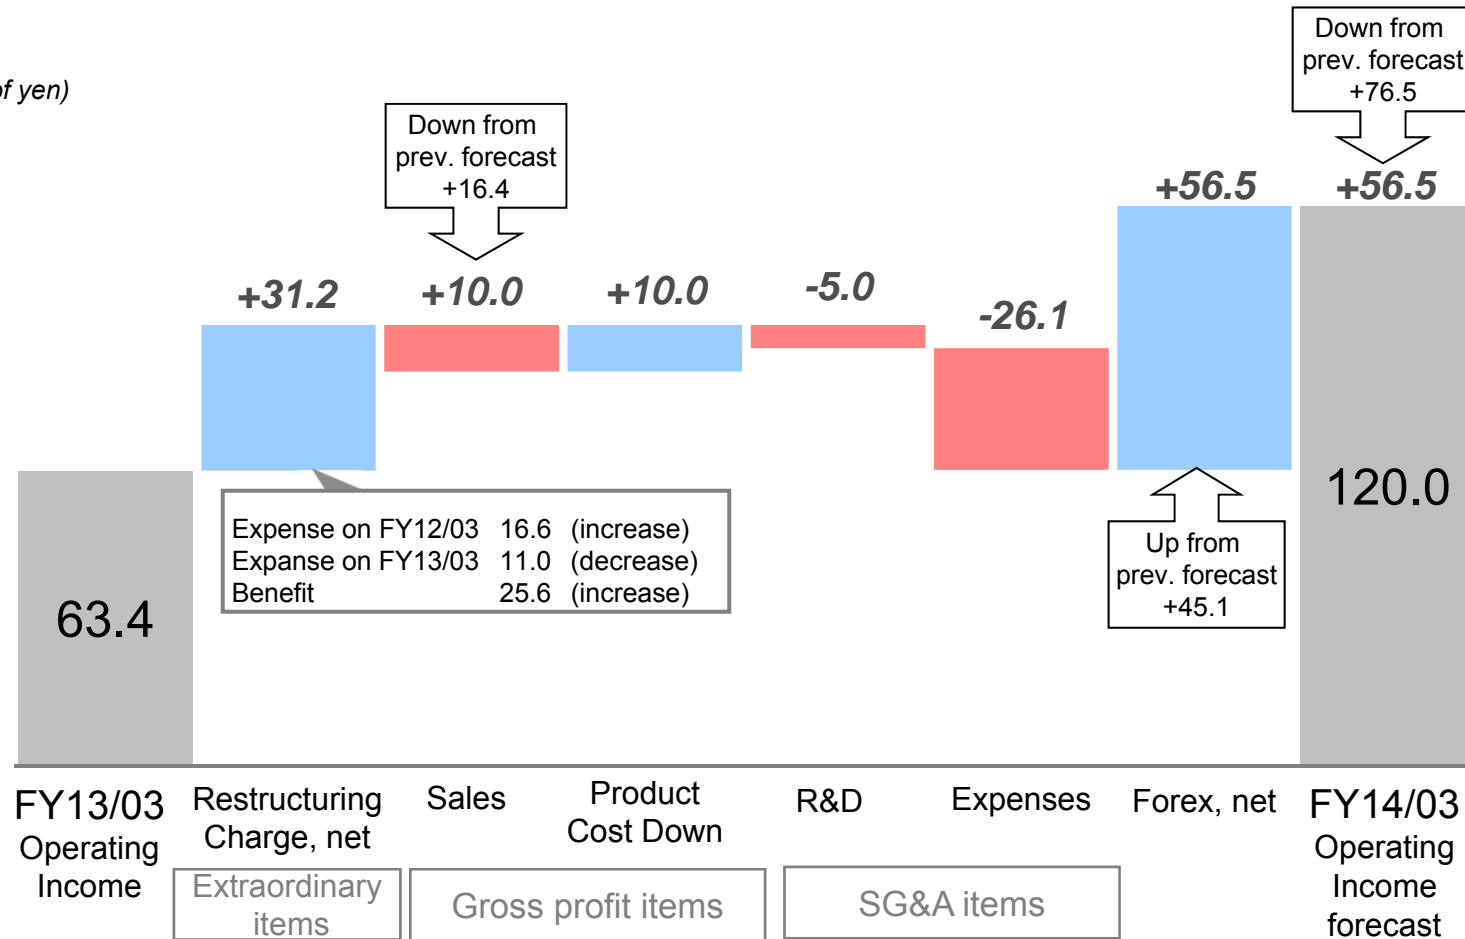 of yen)
Down from
prev. forecast
+16.4
Down from
prev. forecast
+76.5
+31.2
+10.0
+10.0
-5.0
-26.1
+56.5
+56.5
Expense on FY12/03 16.6 (increase)
Expanse on FY13/03 11.0 (decrease)
Benefit 25.6 (increase)
Up from
prev. forecast
+45.1
63.4
120.0
FY13/03
Operating
Income
Restructuring
Charge, net
Sales
Product
Cost Down
R&D
Expenses
Forex, net
FY14/03
Operating
Income
forecast
Extraordinary
items
Gross profit items
SG&A items